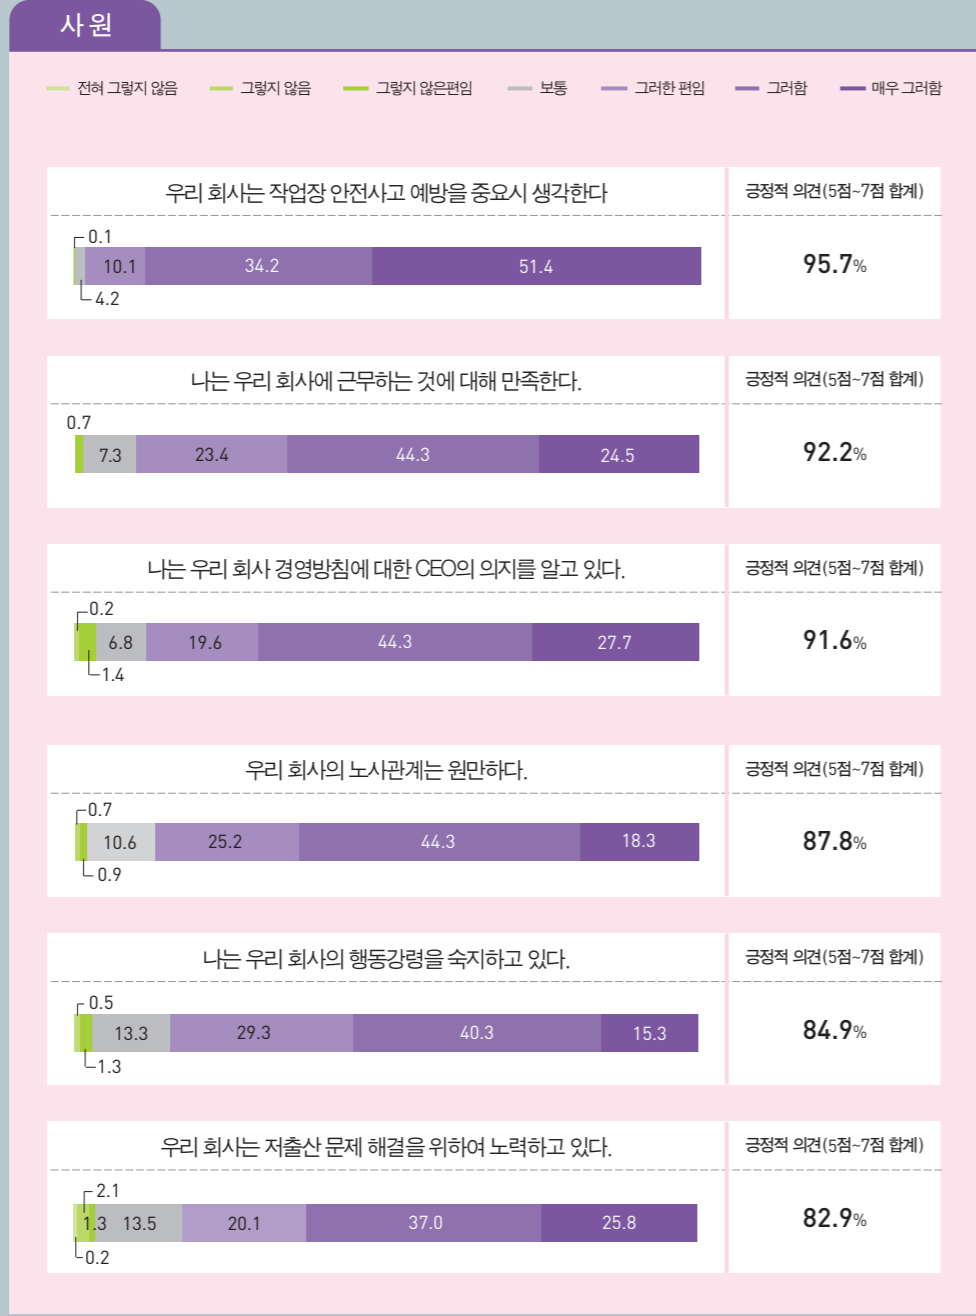 사원
전혀 그렇지 않음 그렇지 않음 그렇지 않은편임 보통 그러한 편임 그러함 매우 그러함
우리 회사는 작업장 안전사고 예방을 중요시 생각한다 긍정적 의견(5점~7점 합계)
0.1
10.1 34.2 51.4 95.7%
4.2
나는 우리 회사에 근무하는 것에 대해 만족한다. 긍정적 의견(5점~7점 합계)
0.7
7.3 23.4 44.3 24.5 92.2%
나는 우리 회사 경영방침에 대한 CEO의 의지를 알고 있다. 긍정적 의견(5점~7점 합계)
0.2
6.8 19.6 44.3 27.7 91.6%
1.4
우리 회사의 노사관계는 원만하다. 긍정적 의견(5점~7점 합계)
0.7
10.6 25.2 44.3 18.3 87.8%
0.9
나는 우리 회사의 행동강령을 숙지하고 있다. 긍정적 의견(5점~7점 합계)
0.5
13.3 29.3 40.3 15.3 84.9%
1.3
우리 회사는 저출산 문제 해결을 위하여 노력하고 있다. 긍정적 의견(5점~7점 합계)
2.1
1.3 13.5 20.1 37.0 25.8 82.9%
0.2